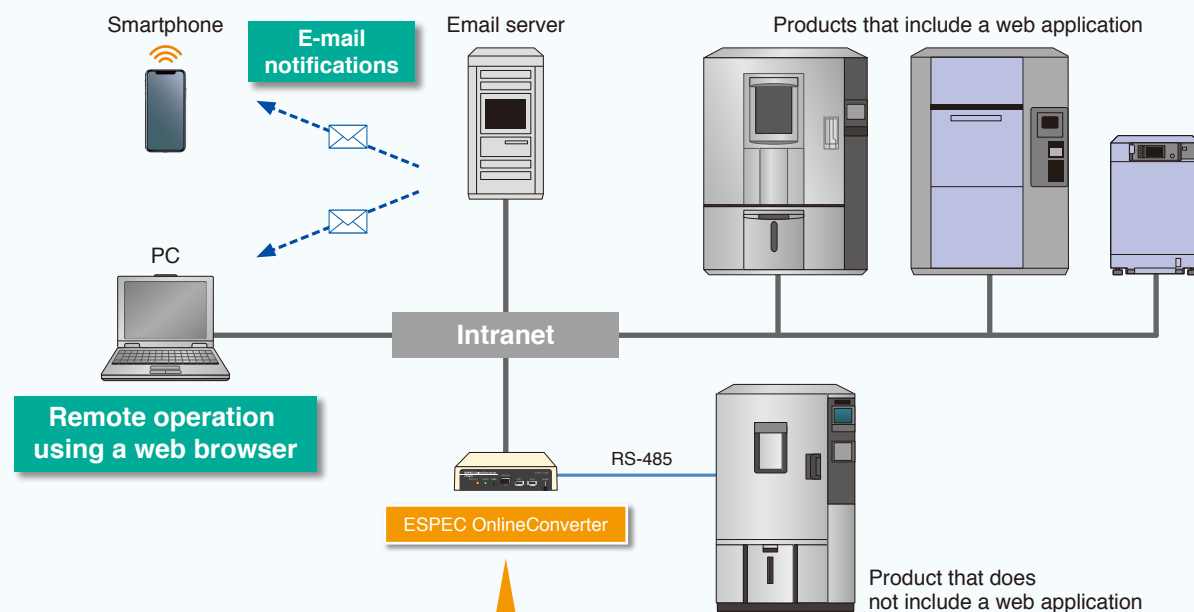 Smartphone
E-mail
notifications
Email server
Products that include a web application
PC
Intranet
Remote operation
using a web browser
RS-485
ESPEC OnlineConverter
Product that does
not include a web application